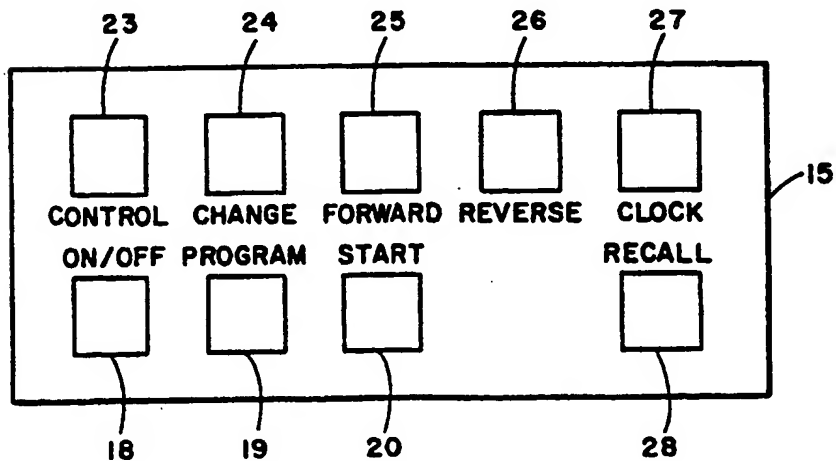 23 24 25 26 27
15
CONTROL CHANGE FORWARD REVERSE CLOCK
ON/OFF PROGRAM START RECALL
18 19 20 28